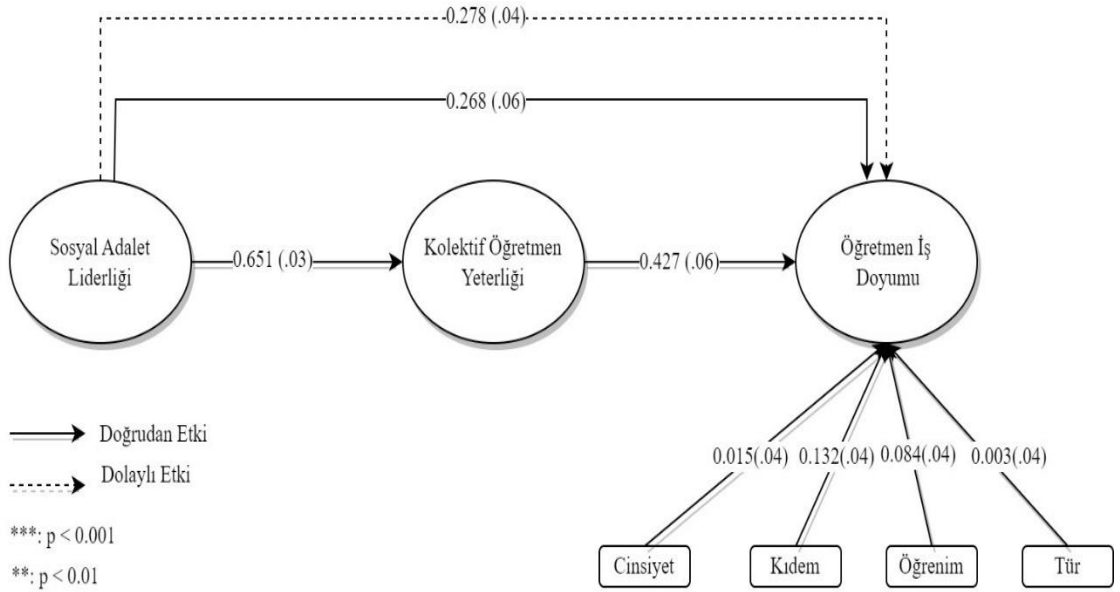 0.278 (.04)
0.268 (.06)
Sosyal Adalet
Liderliği
0.651 (.03)
Kolektif Öğretmen
Yeterliği
0.427 (.06)
Öğretmen İş
Doyumu
Doğrudan Etki
Dolaylı Etki
***: p < 0.001
**: p < 0.01
0.015(.04)
0.132(.04)
0.084(.04)
0.003(.04)
Cinsiyet
Kıdem
Öğrenim
Tür